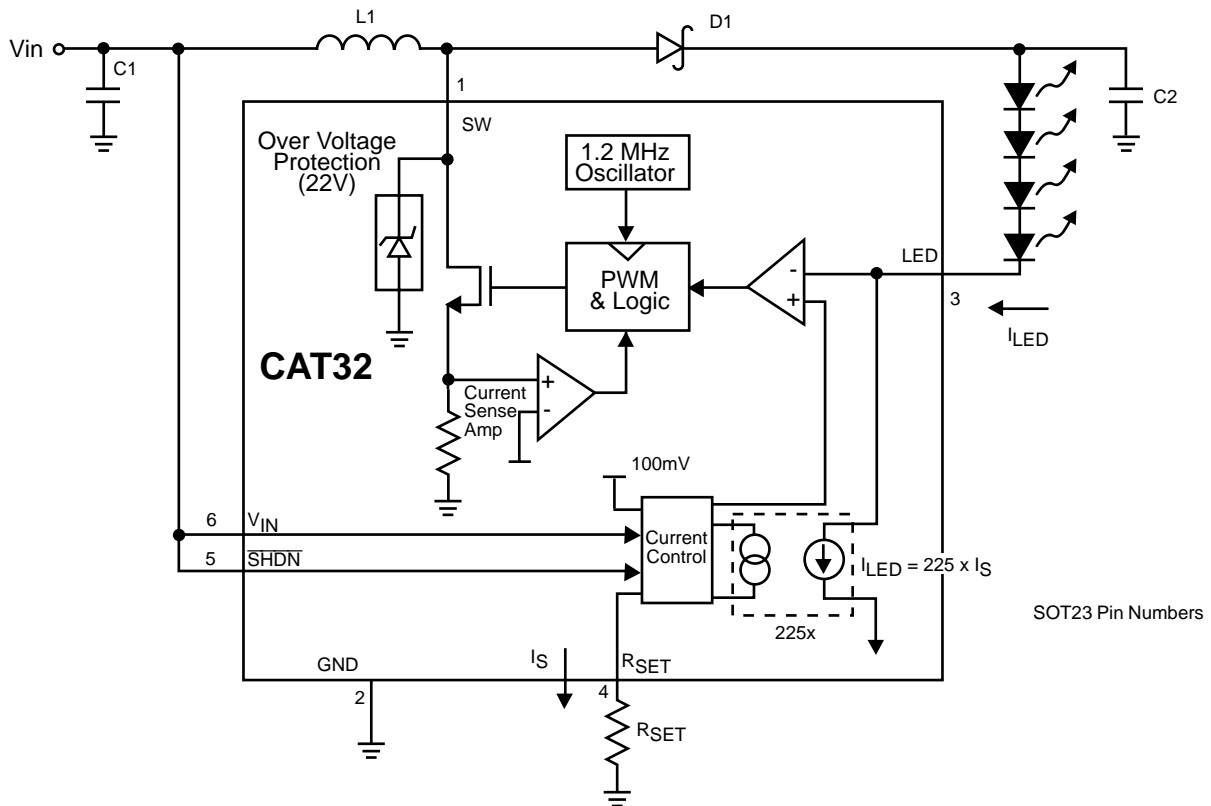 L1
D1
Vin
C1
1
C2
SW
Over Voltage
Protection
(22V)
1.2 MHz
Oscillator
PWM
& Logic
-
+
LED
3
ILED
CAT32
Current
Sense
Amp
+
-
100mV
6
VIN
5
SHDN
Current
Control
ILED = 225 x IS
225x
SOT23 Pin Numbers
GND
2
IS
RSET
4
RSET